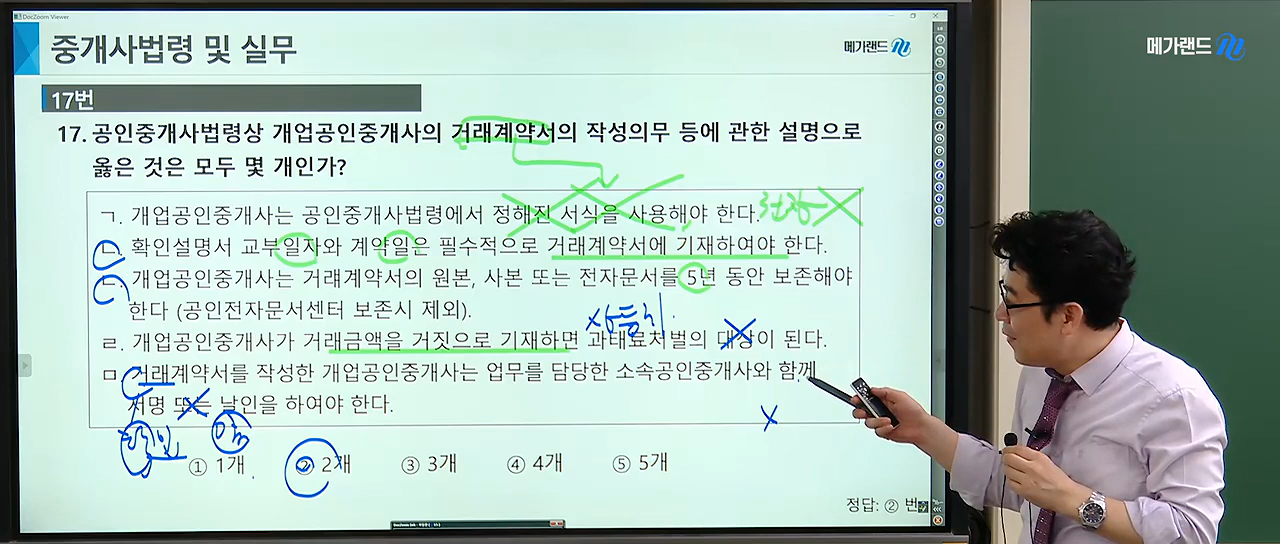 DocZoom Viewer
중개사법령 및 실무
메가랜드
메가랜드
17번
17. 공인중개사법령상 개업공인중개사의 거래계약서의 작성의무 등에 관한 설명으로
옳은 것은 모두 몇 개인가?
ㄱ. 개업공인중개사는 공인중개사법령에서 정해진 서식을 사용해야 한다.
ㄴ. 확인설명서 교부일자와 계약일은 필수적으로 거래계약서에 기재하여야 한다.
ㄷ. 개업공인중개사는 거래계약서의 원본, 사본 또는 전자문서를 5년 동안 보존해야
한다 (공인전자문서센터 보존시 제외).
ㄹ. 개업공인중개사가 거래금액을 거짓으로 기재하면 과태료처벌의 대상이 된다.
ㅁ 거래계약서를 작성한 개업공인중개사는 업무를 담당한 소속공인중개사와 함께
서명 또는 날인을 하여야 한다.
① 1개 ② 2개 ③ 3개 ④ 4개 ⑤ 5개
정답: ② 번